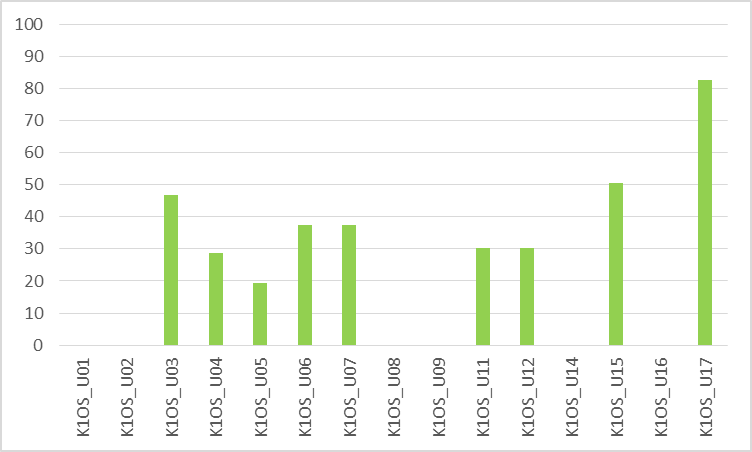 100
90
80
70
60
50
40
30
20
10
0
K1OS_U01
K1OS_U02
K1OS_U03
K1OS_U04
K1OS_U05
K1OS_U06
K1OS_U07
K1OS_U08
K1OS_U09
K1OS_U11
K1OS_U12
K1OS_U14
K1OS_U15
K1OS_U16
K1OS_U17